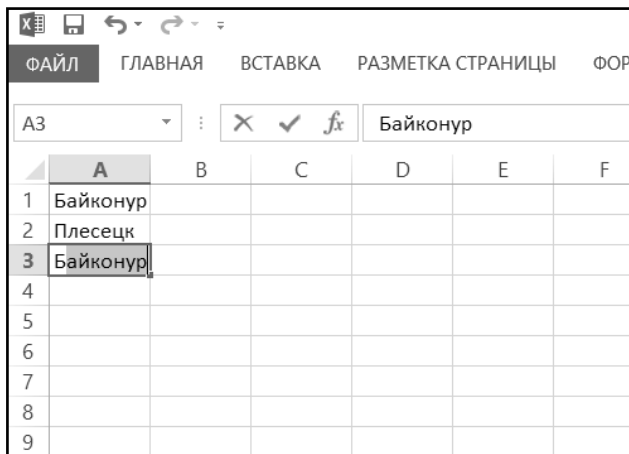 ФАЙЛ ГЛАВНАЯ ВСТАВКА РАЗМЕТКА СТРАНИЦЫ ФОР
A3 fx Байконур
A B C D E F
1 Байконур
2 Плесецк
3 Байконур
4
5
6
7
8
9